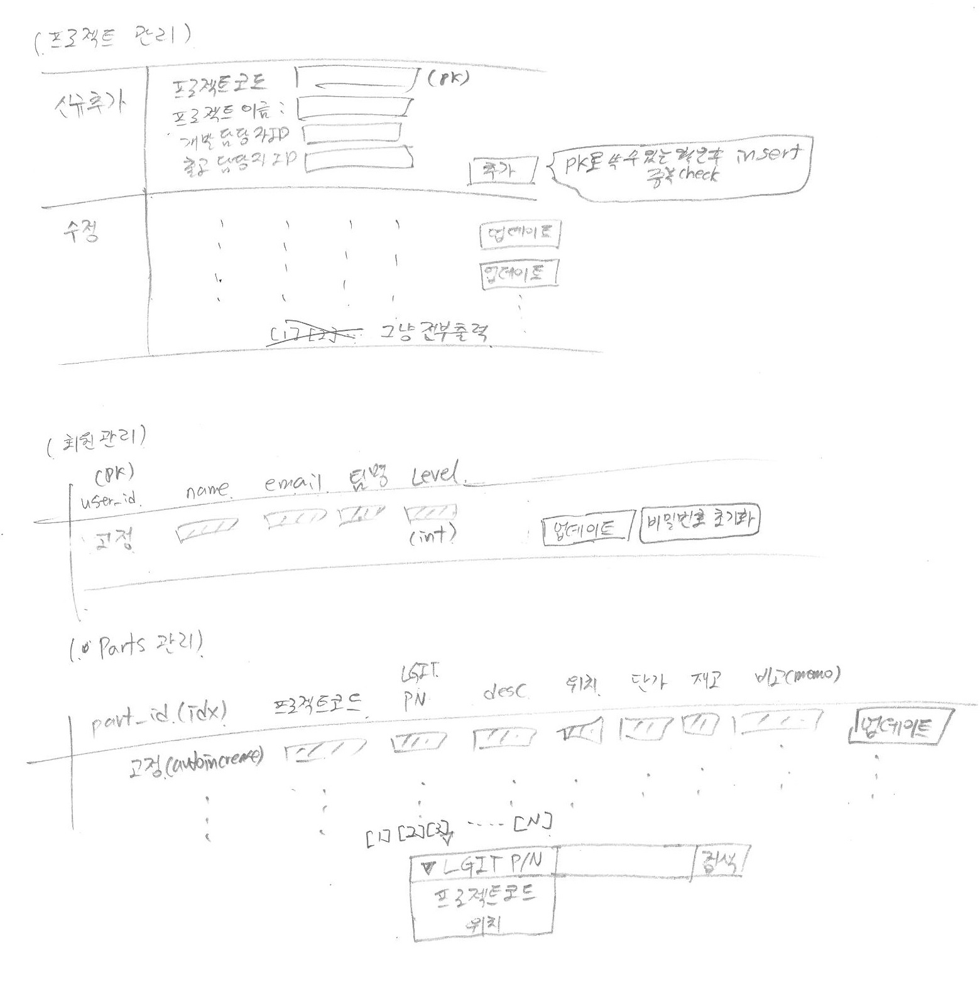 (프로젝트 관리)
신규추가
프로젝트코드 (PK)
프로젝트 이름 :
개발 담당자ID
출고 담당자 ID
추가
PK로 쓸 수 있는 insert
중복check
수정
업데이트
업데이트
[1] [2] ... 그냥 전부출력
(회원관리)
(PK)
user_id. name. email. 팀명 Level.
고정 (int) 업데이트 비밀번호 초기화
(Parts 관리)
part_id.(idx) 프로젝트코드 LGIT PN. desc. 위치. 단가 재고 비고(memo)
고정(autoincrement) 업데이트
[1] [2] [3] ..... [N]
▼ LGIT P/N 검색
프로젝트코드
위치